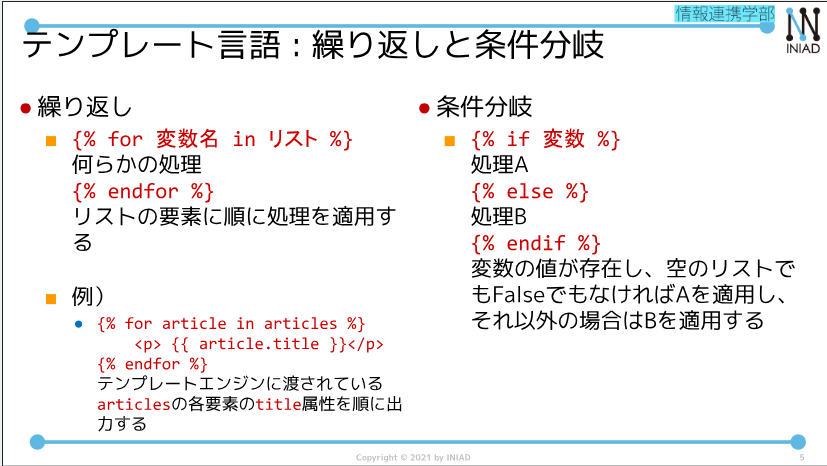 情報連携学部
INIAD
テンプレート言語：繰り返しと条件分岐
繰り返し
{% for 変数名 in リスト %}
何らかの処理
{% endfor %}
リストの要素に順に処理を適用す
る
例）
{% for article in articles %}
<p> {{ article.title }}</p>
{% endfor %}
テンプレートエンジンに渡されている
articlesの各要素のtitle属性を順に出
力する
条件分岐
{% if 変数 %}
処理A
{% else %}
処理B
{% endif %}
変数の値が存在し、空のリストで
もFalseでもなければAを適用し、
それ以外の場合はBを適用する
Copyright © 2021 by INIAD
5